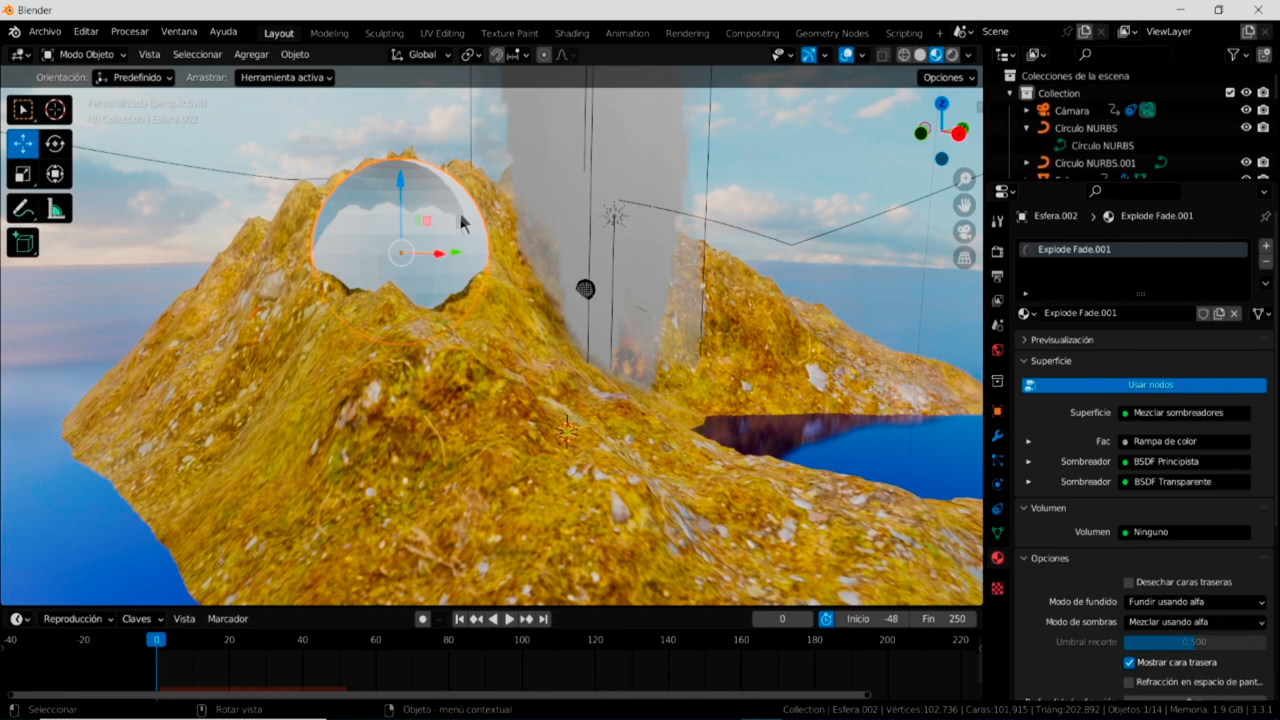 Blender
Archivo Editar Procesar Ventana Ayuda Layout Modeling Sculpting UV Editing Texture Paint Shading Animation Rendering Compositing Geometry Nodes Scripting + Scene ViewLayer
Modo Objeto Vista Seleccionar Agregar Objeto Global
Orientación: Predefinido Arrastrar: Herramienta activa Opciones
Personalizada (perspectiva)
(0) Collection | Esfera.002
Z
Colecciones de la escena
Collection
Cámara
Círculo NURBS
Círculo NURBS
Círculo NURBS.001
Esfera.002 > Explode Fade.001
Explode Fade.001
Explode Fade.001
Previsualización
Superficie
Usar nodos
Superficie Mezclar sombreadores
Fac Rampa de color
Sombreador BSDF Principista
Sombreador BSDF Transparente
Volumen
Volumen Ninguno
Opciones
Desechar caras traseras
Modo de fundido Fundir usando alfa
Modo de sombras Mezclar usando alfa
Umbral recorte 0.500
Mostrar cara trasera
Refracción en espacio de pant...
Reproducción Claves Vista Marcador 0 Inicio -48 Fin 250
-40 -20 0 20 40 60 80 100 120 140 160 180 200 220
Seleccionar Rotar vista Objeto - menú contextual Collection | Esfera.002 | Vértices:102,736 | Caras:101,915 | Triáng:202,892 | Objetos:1/14 | Memoria: 1.9 GiB | 3.3.1